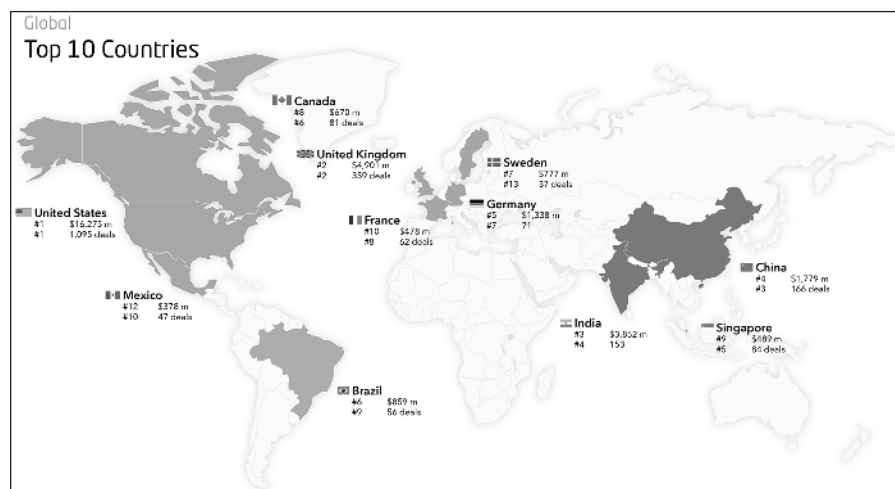 Global
Top 10 Countries
Canada
#8 $670 m
#6 81 deals
United Kingdom
#2 $4,901 m
#2 359 deals
Sweden
#7 $777 m
#13 37 deals
Germany
#5 $1,338 m
#7 71
United States
#1 $16,275 m
#1 1,095 deals
France
#10 $478 m
#8 62 deals
China
#4 $1,779 m
#3 166 deals
Mexico
#12 $378 m
#10 47 deals
India
#3 $3,852 m
#4 153
Singapore
#9 $489 m
#5 84 deals
Brazil
#6 $859 m
#9 56 deals